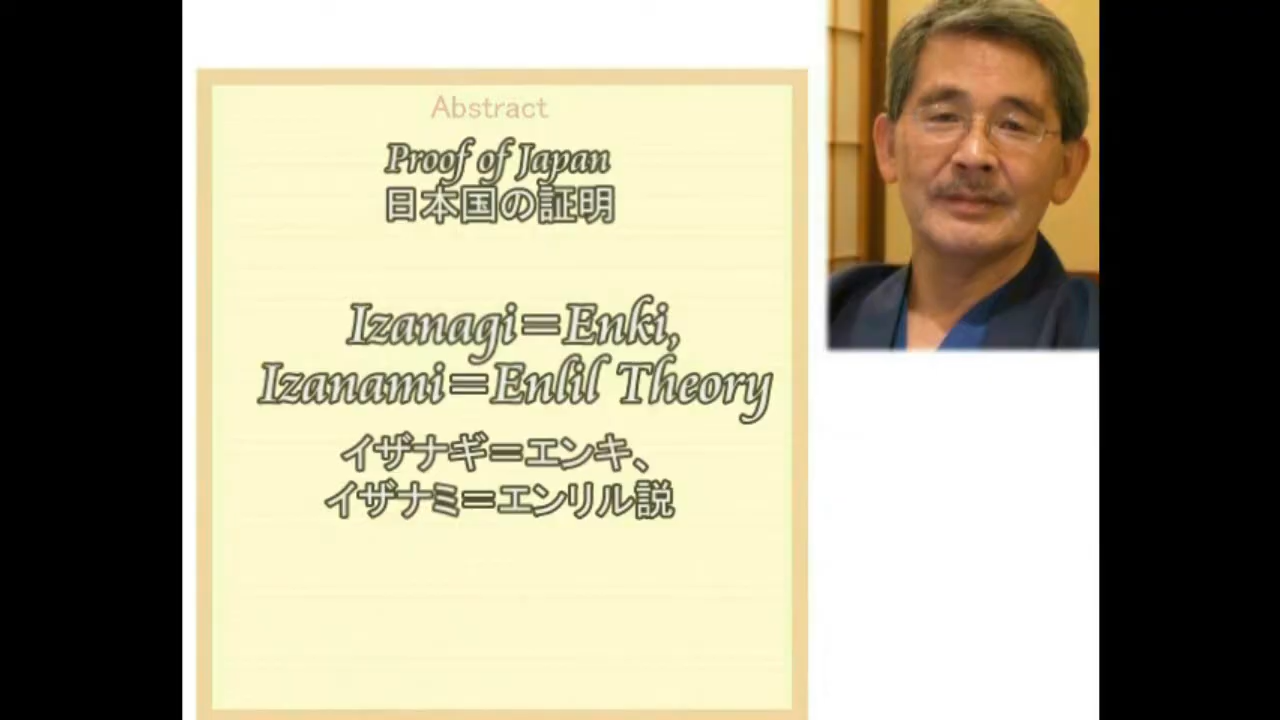 Abstract
Proof of Japan
日本国の証明
Izanagi＝Enki,
Izanami＝Enlil Theory
イザナギ＝エンキ、
イザナミ＝エンリル説